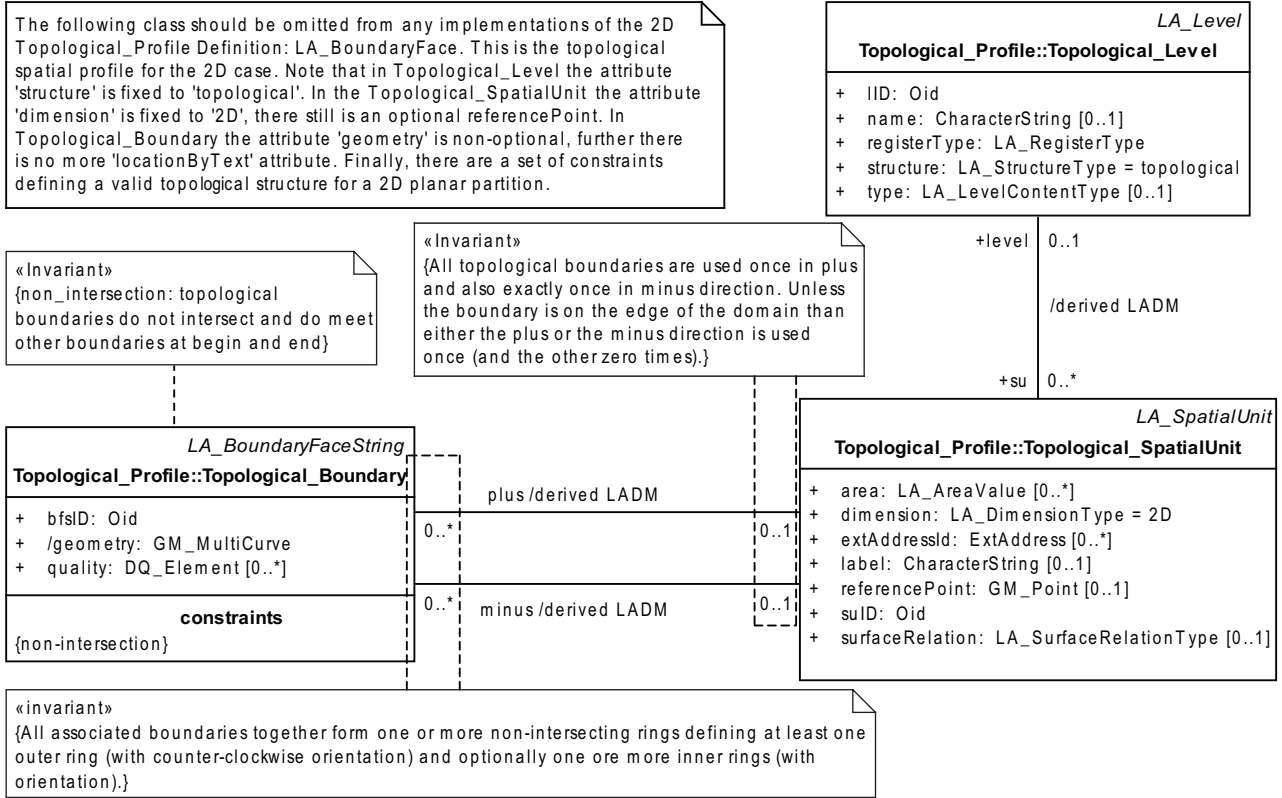 The following class should be omitted from any implementations of the 2D
Topological_Profile Definition: LA_BoundaryFace. This is the topological
spatial profile for the 2D case. Note that in Topological_Level the attribute
'structure' is fixed to 'topological'. In the Topological_SpatialUnit the attribute
'dimension' is fixed to '2D', there still is an optional referencePoint. In
Topological_Boundary the attribute 'geometry' is non-optional, further there
is no more 'locationByText' attribute. Finally, there are a set of constraints
defining a valid topological structure for a 2D planar partition.
LA_Level
Topological_Profile::Topological_Level
+ lID: Oid
+ name: CharacterString [0..1]
+ registerType: LA_RegisterType
+ structure: LA_StructureType = topological
+ type: LA_LevelContentType [0..1]
«Invariant»
{non_intersection: topological
boundaries do not intersect and do meet
other boundaries at begin and end}
«Invariant»
{All topological boundaries are used once in plus
and also exactly once in minus direction. Unless
the boundary is on the edge of the domain than
either the plus or the minus direction is used
once (and the other zero times).}
+level 0..1
/derived LADM
+su 0..*
LA_BoundaryFaceString
Topological_Profile::Topological_Boundary
+ bfsID: Oid
+ /geometry: GM_MultiCurve
+ quality: DQ_Element [0..*]
constraints
{non-intersection}
plus /derived LADM
0..* 0..1
0..* minus /derived LADM 0..1
LA_SpatialUnit
Topological_Profile::Topological_SpatialUnit
+ area: LA_AreaValue [0..*]
+ dimension: LA_DimensionType = 2D
+ extAddressId: ExtAddress [0..*]
+ label: CharacterString [0..1]
+ referencePoint: GM_Point [0..1]
+ suID: Oid
+ surfaceRelation: LA_SurfaceRelationType [0..1]
«invariant»
{All associated boundaries together form one or more non-intersecting rings defining at least one
outer ring (with counter-clockwise orientation) and optionally one ore more inner rings (with
orientation).}